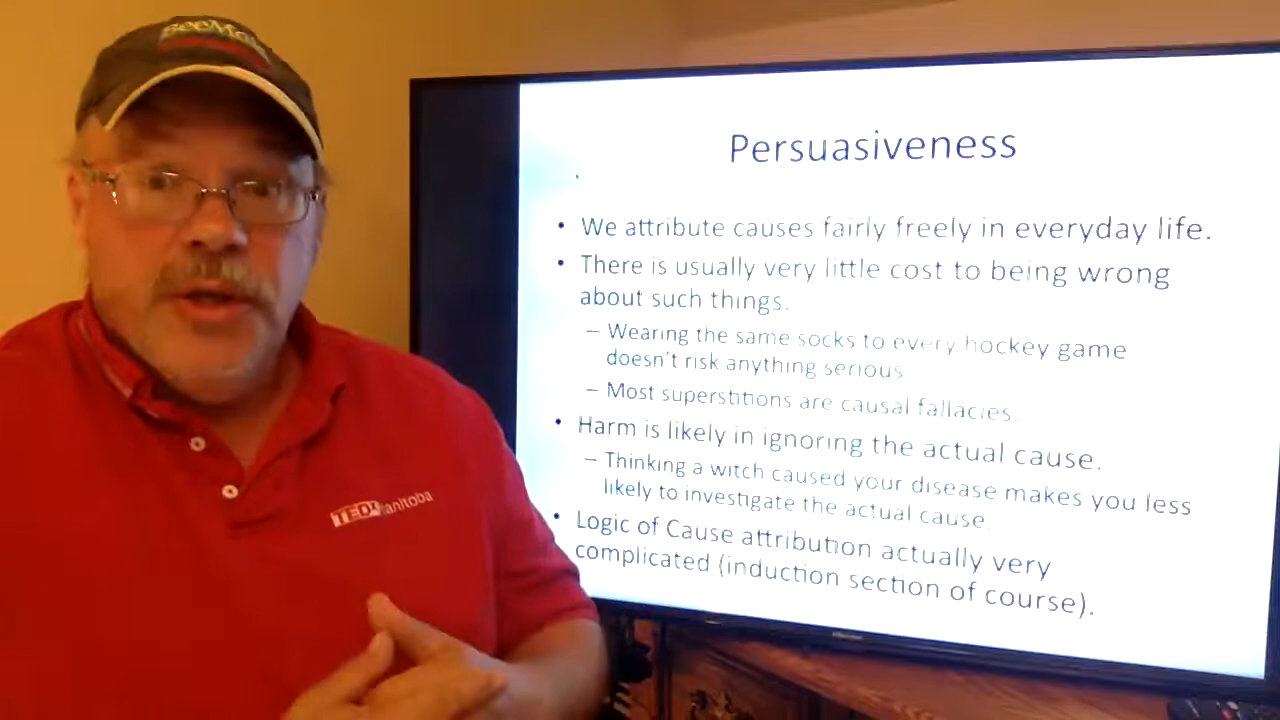 BeeMaid
TEDxManitoba
Persuasiveness
• We attribute causes fairly freely in everyday life.
• There is usually very little cost to being wrong
about such things.
– Wearing the same socks to every hockey game
doesn't risk anything serious
– Most superstitions are causal fallacies.
• Harm is likely in ignoring the actual cause.
– Thinking a witch caused your disease makes you less
likely to investigate the actual cause.
• Logic of Cause attribution actually very
complicated (induction section of course).